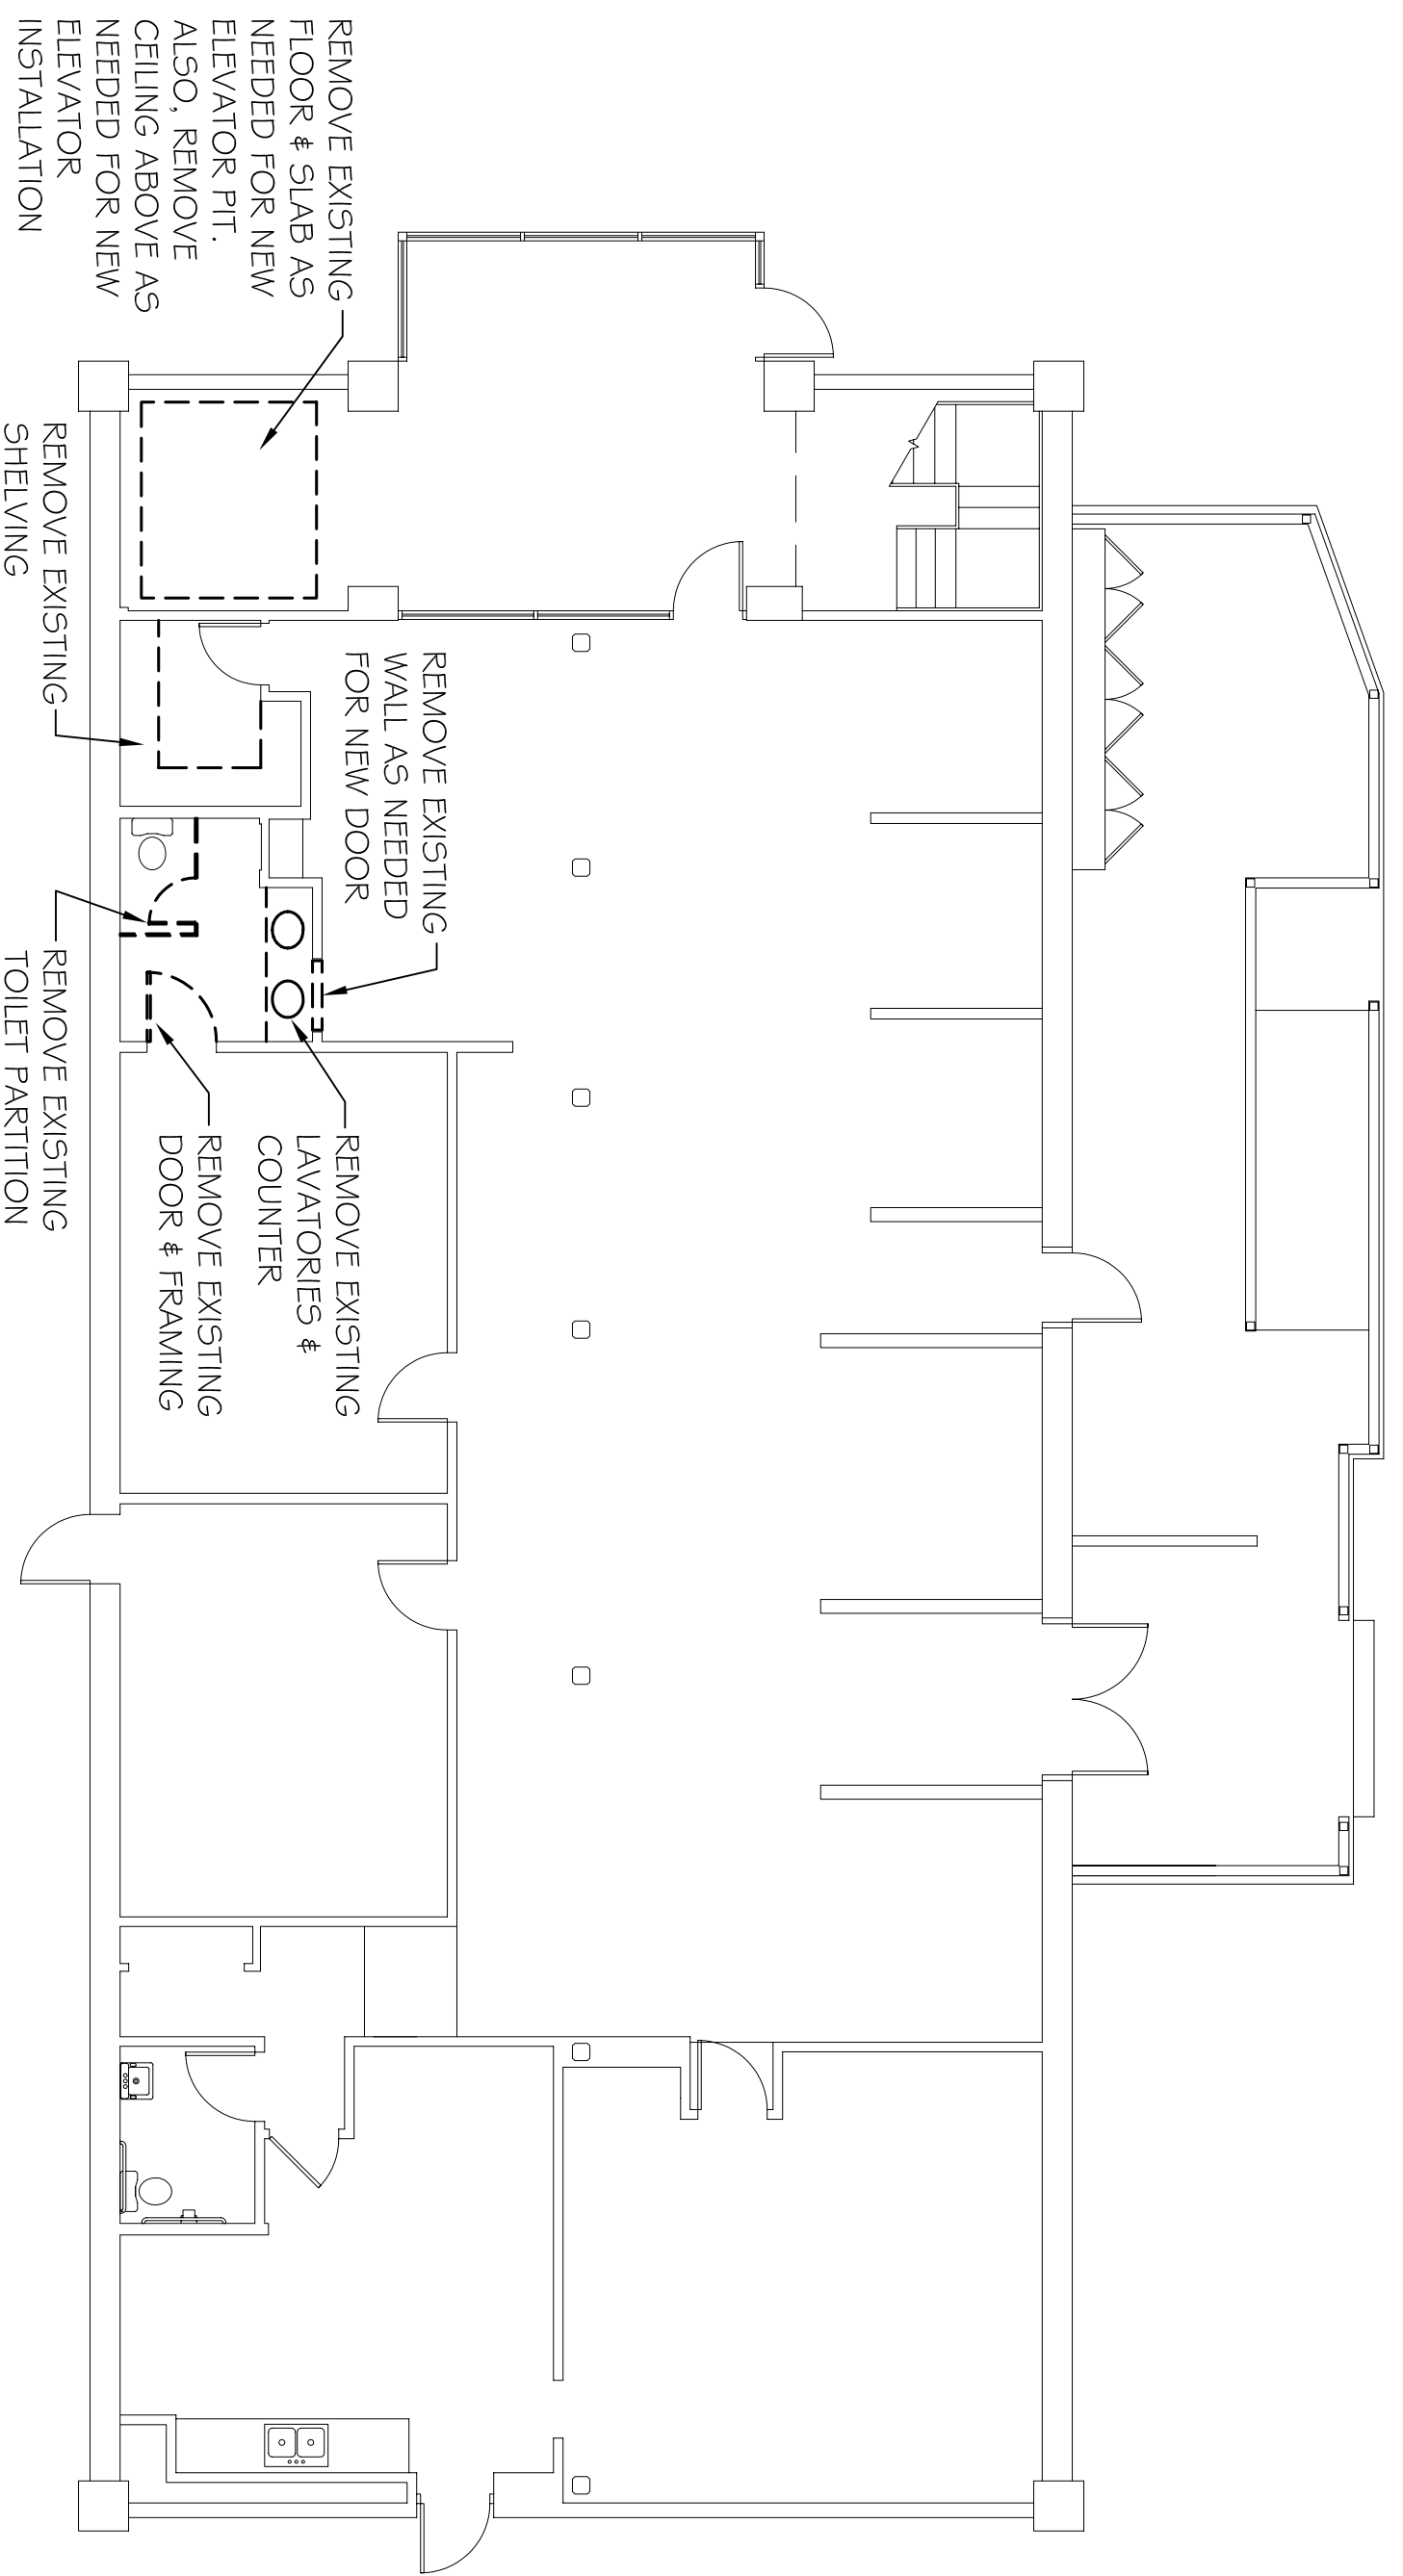 REMOVE EXISTING
FLOOR & SLAB AS
NEEDED FOR NEW
ELEVATOR PIT.
ALSO, REMOVE
CEILING ABOVE AS
NEEDED FOR NEW
ELEVATOR
INSTALLATION
REMOVE EXISTING
SHELVING
REMOVE EXISTING
WALL AS NEEDED
FOR NEW DOOR
REMOVE EXISTING
TOILET PARTITION
REMOVE EXISTING
LAVATORIES &
COUNTER
REMOVE EXISTING
DOOR & FRAMING